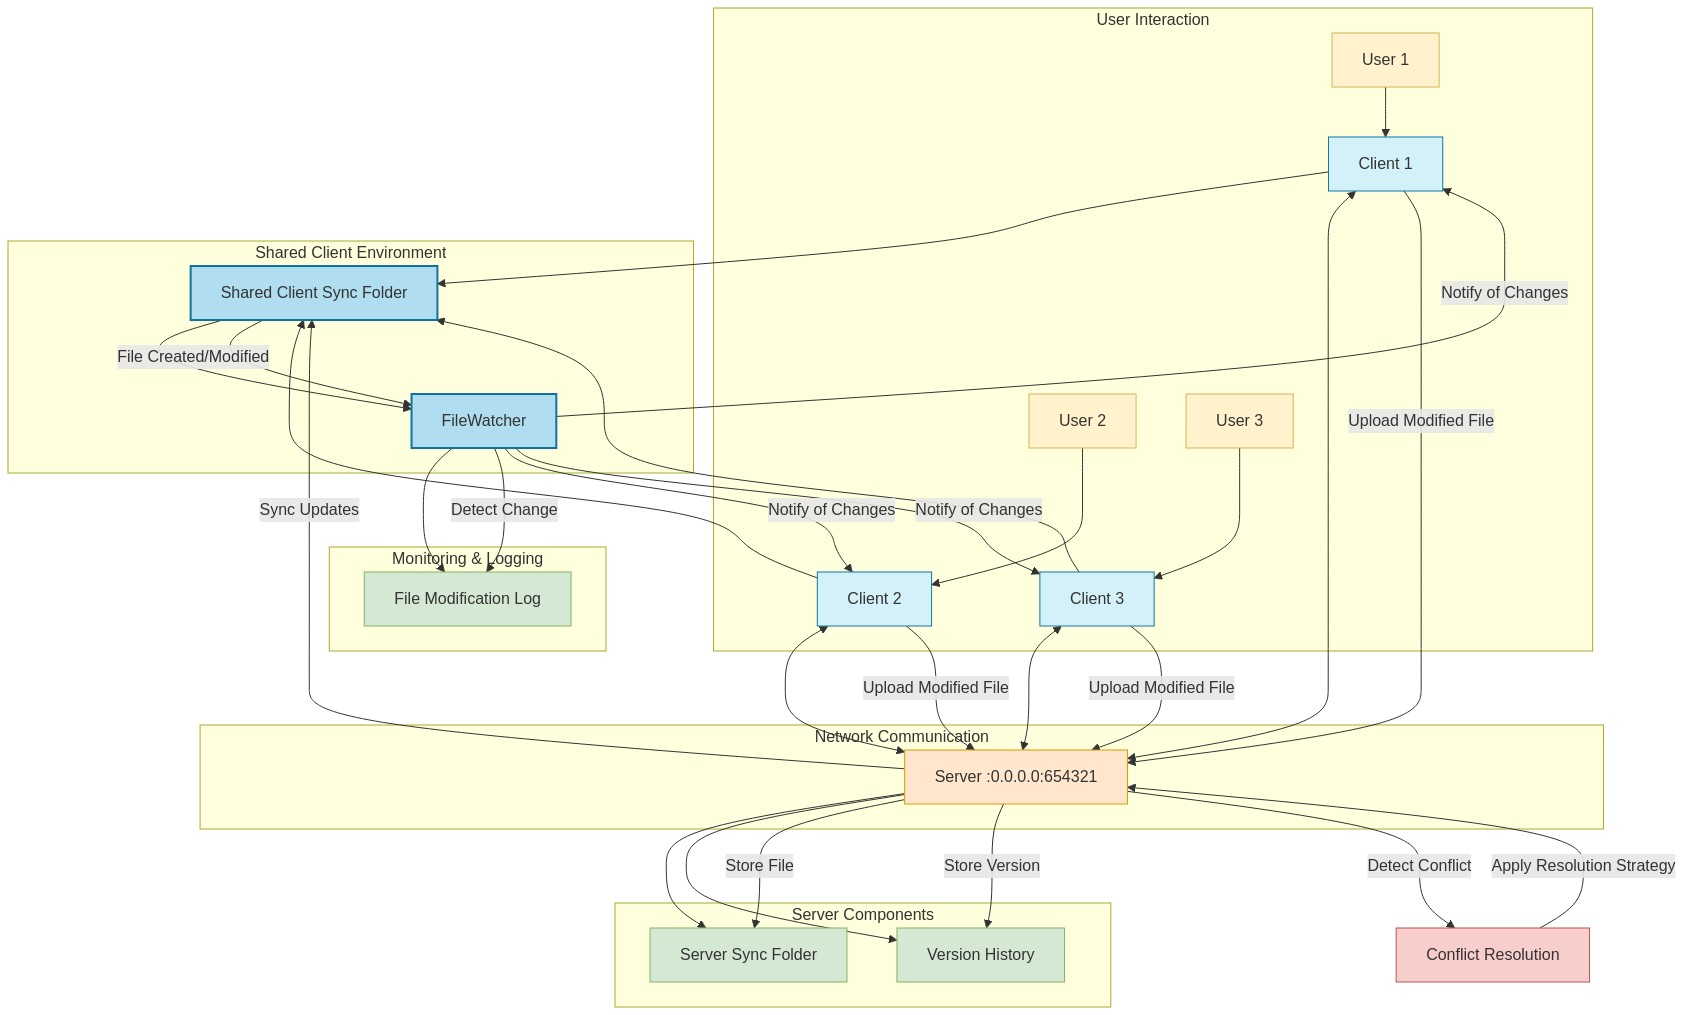 User Interaction
User 1
Client 1
Shared Client Environment
Shared Client Sync Folder
Notify of Changes
File Created/Modified
FileWatcher
User 2
User 3
Upload Modified File
Sync Updates
Detect Change
Notify of Changes
Notify of Changes
Monitoring & Logging
File Modification Log
Client 2
Client 3
Upload Modified File
Upload Modified File
Network Communication
Server :0.0.0.0:654321
Store File
Store Version
Detect Conflict
Apply Resolution Strategy
Server Components
Server Sync Folder
Version History
Conflict Resolution